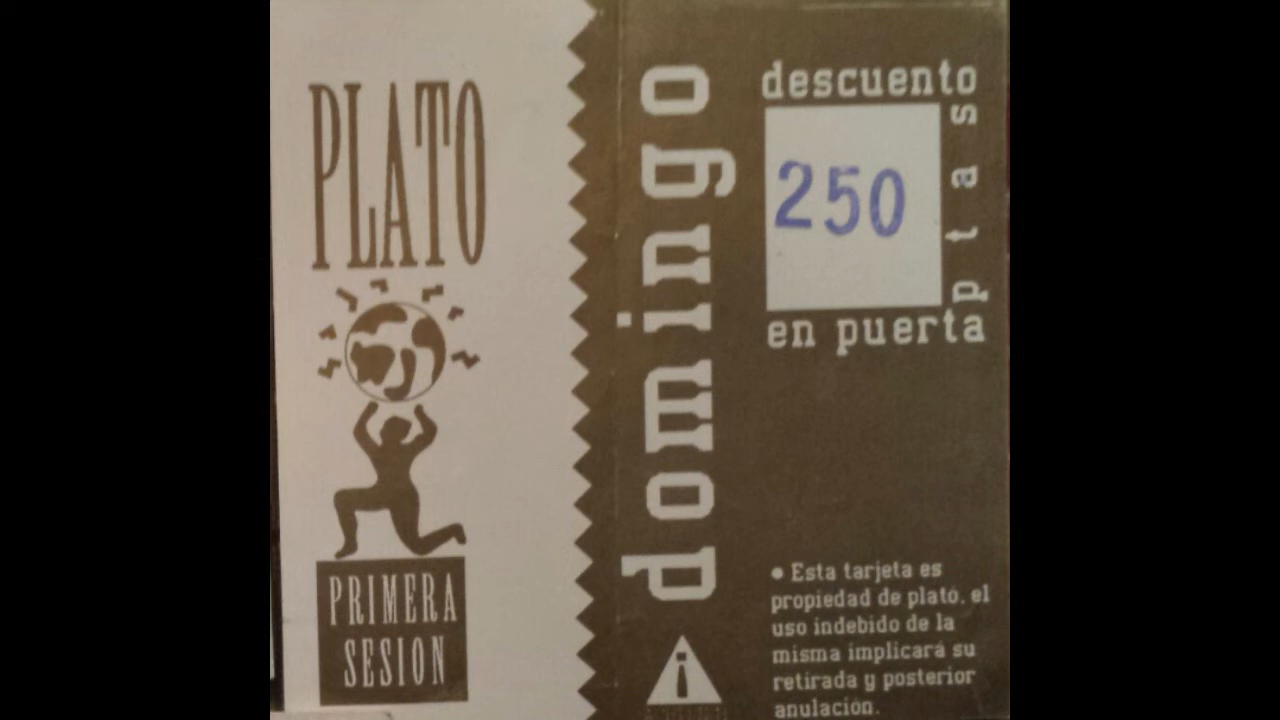 PLATO
PRIMERA
SESION
domingo
descuento
250
ptas
en puerta
● Esta tarjeta es
propiedad de plató. el
uso indebido de la
misma implicará su
retirada y posterior
anulación.